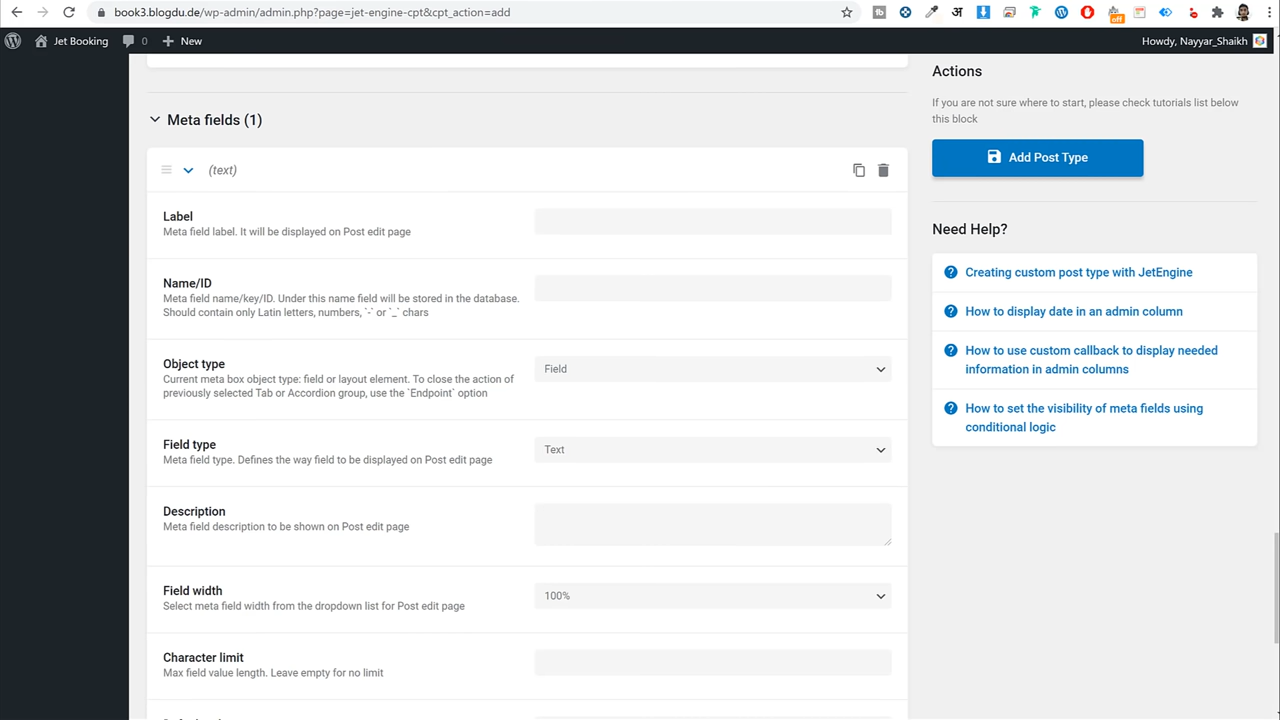 book3.blogdu.de/wp-admin/admin.php?page=jet-engine-cpt&cpt_action=add
off
Jet Booking
0
New
Howdy, Nayyar_Shaikh
Actions
If you are not sure where to start, please check tutorials list below
this block
Add Post Type
Meta fields (1)
(text)
Label
Meta field label. It will be displayed on Post edit page
Name/ID
Meta field name/key/ID. Under this name field will be stored in the database.
Should contain only Latin letters, numbers, `-` or `_` chars
Object type
Current meta box object type: field or layout element. To close the action of
previously selected Tab or Accordion group, use the `Endpoint` option
Field
Field type
Meta field type. Defines the way field to be displayed on Post edit page
Text
Description
Meta field description to be shown on Post edit page
Field width
Select meta field width from the dropdown list for Post edit page
100%
Character limit
Max field value length. Leave empty for no limit
Need Help?
Creating custom post type with JetEngine
How to display date in an admin column
How to use custom callback to display needed
information in admin columns
How to set the visibility of meta fields using
conditional logic